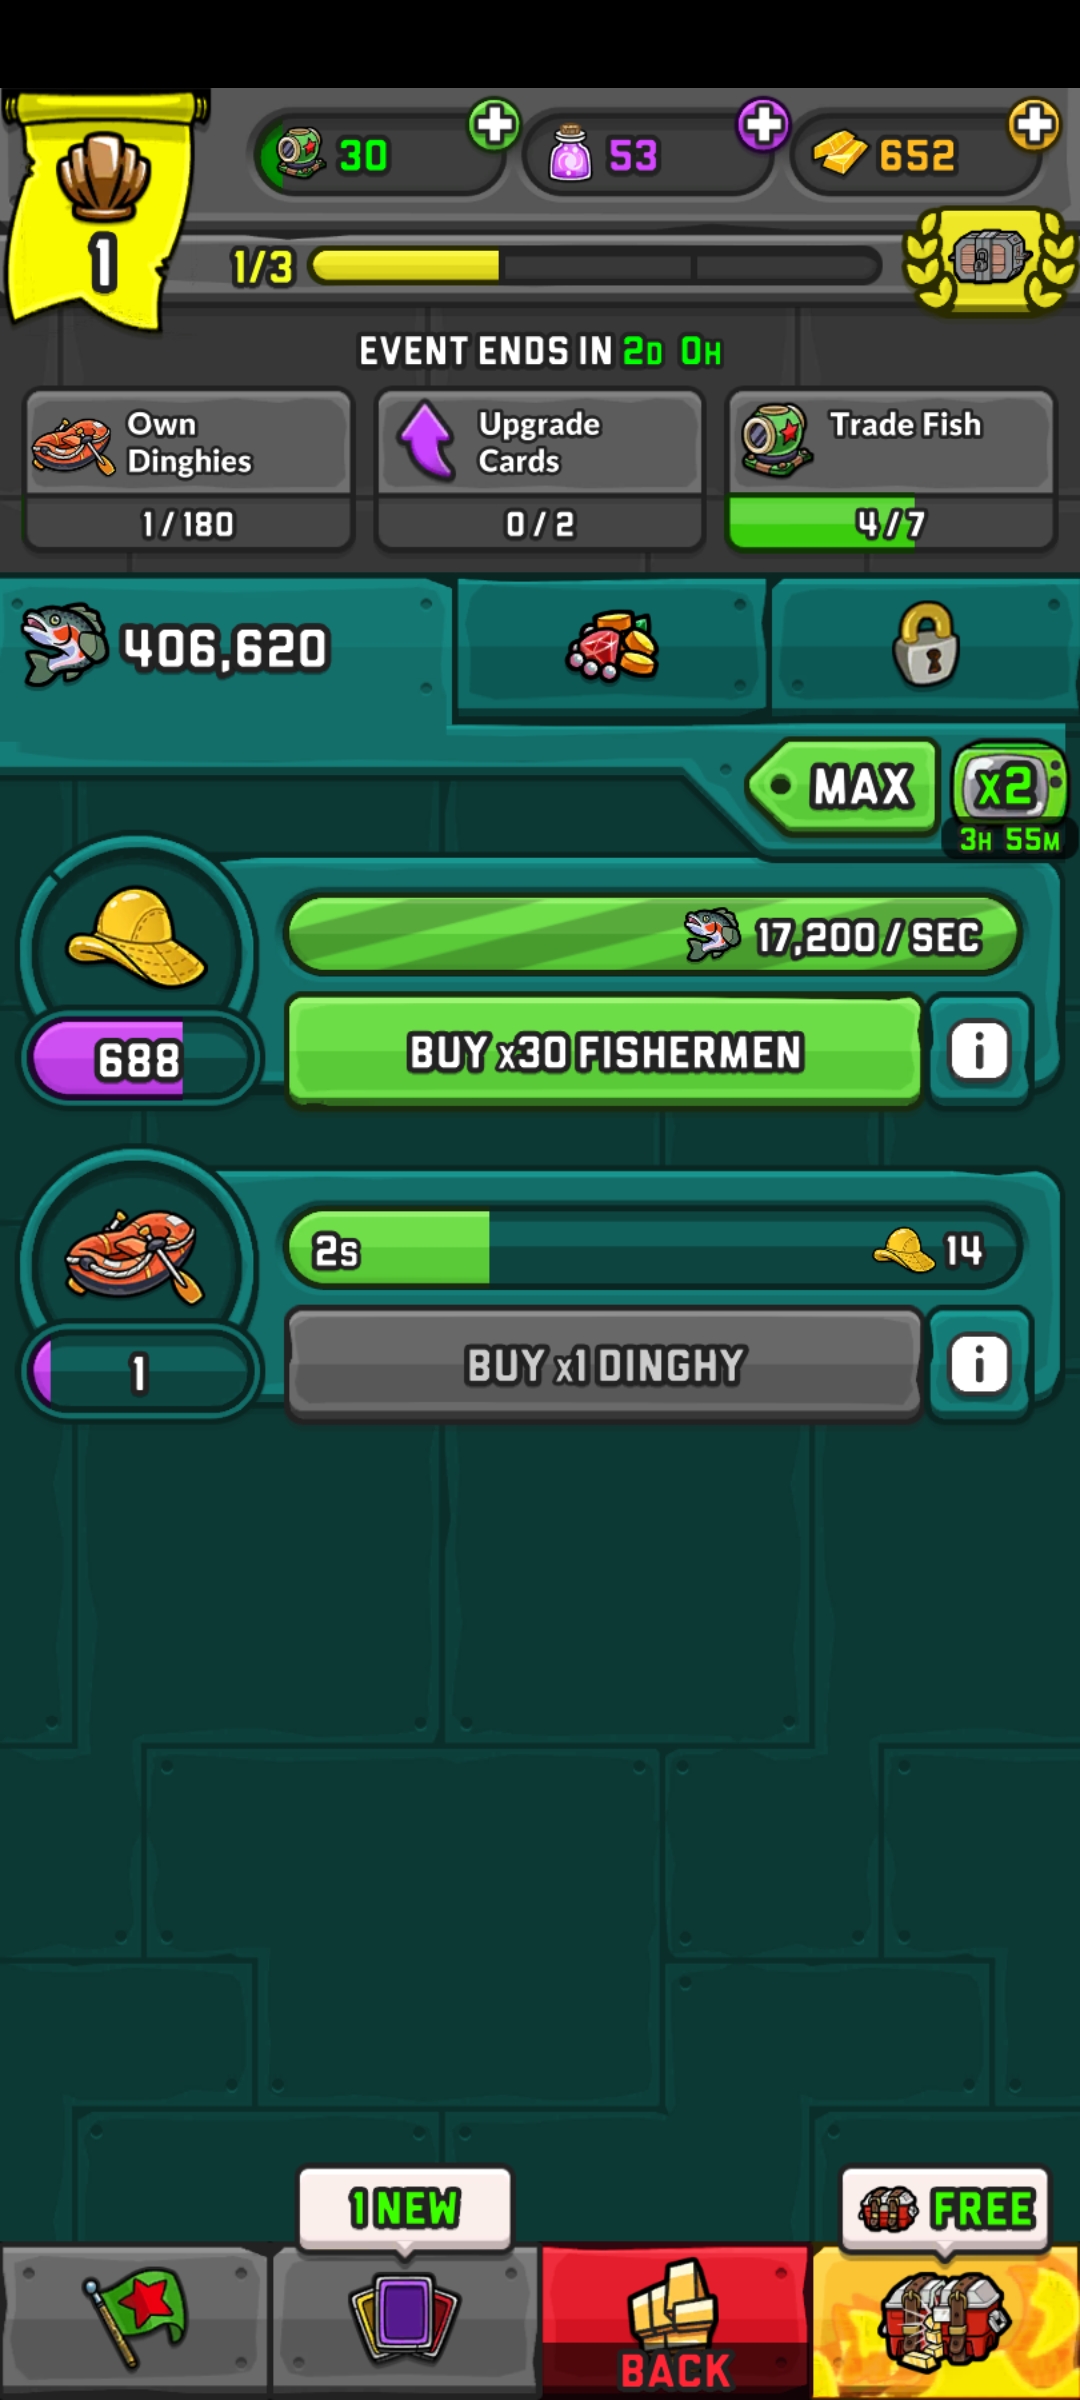 30
53
652
1
1/3
EVENT ENDS IN 2D 0H
Own
Dinghies
1 / 180
Upgrade
Cards
0 / 2
Trade Fish
4 / 7
406,620
MAX
x2
3H 55M
17,200 / SEC
688
BUY x30 FISHERMEN
i
2s
14
1
BUY x1 DINGHY
i
1 NEW
FREE
BACK